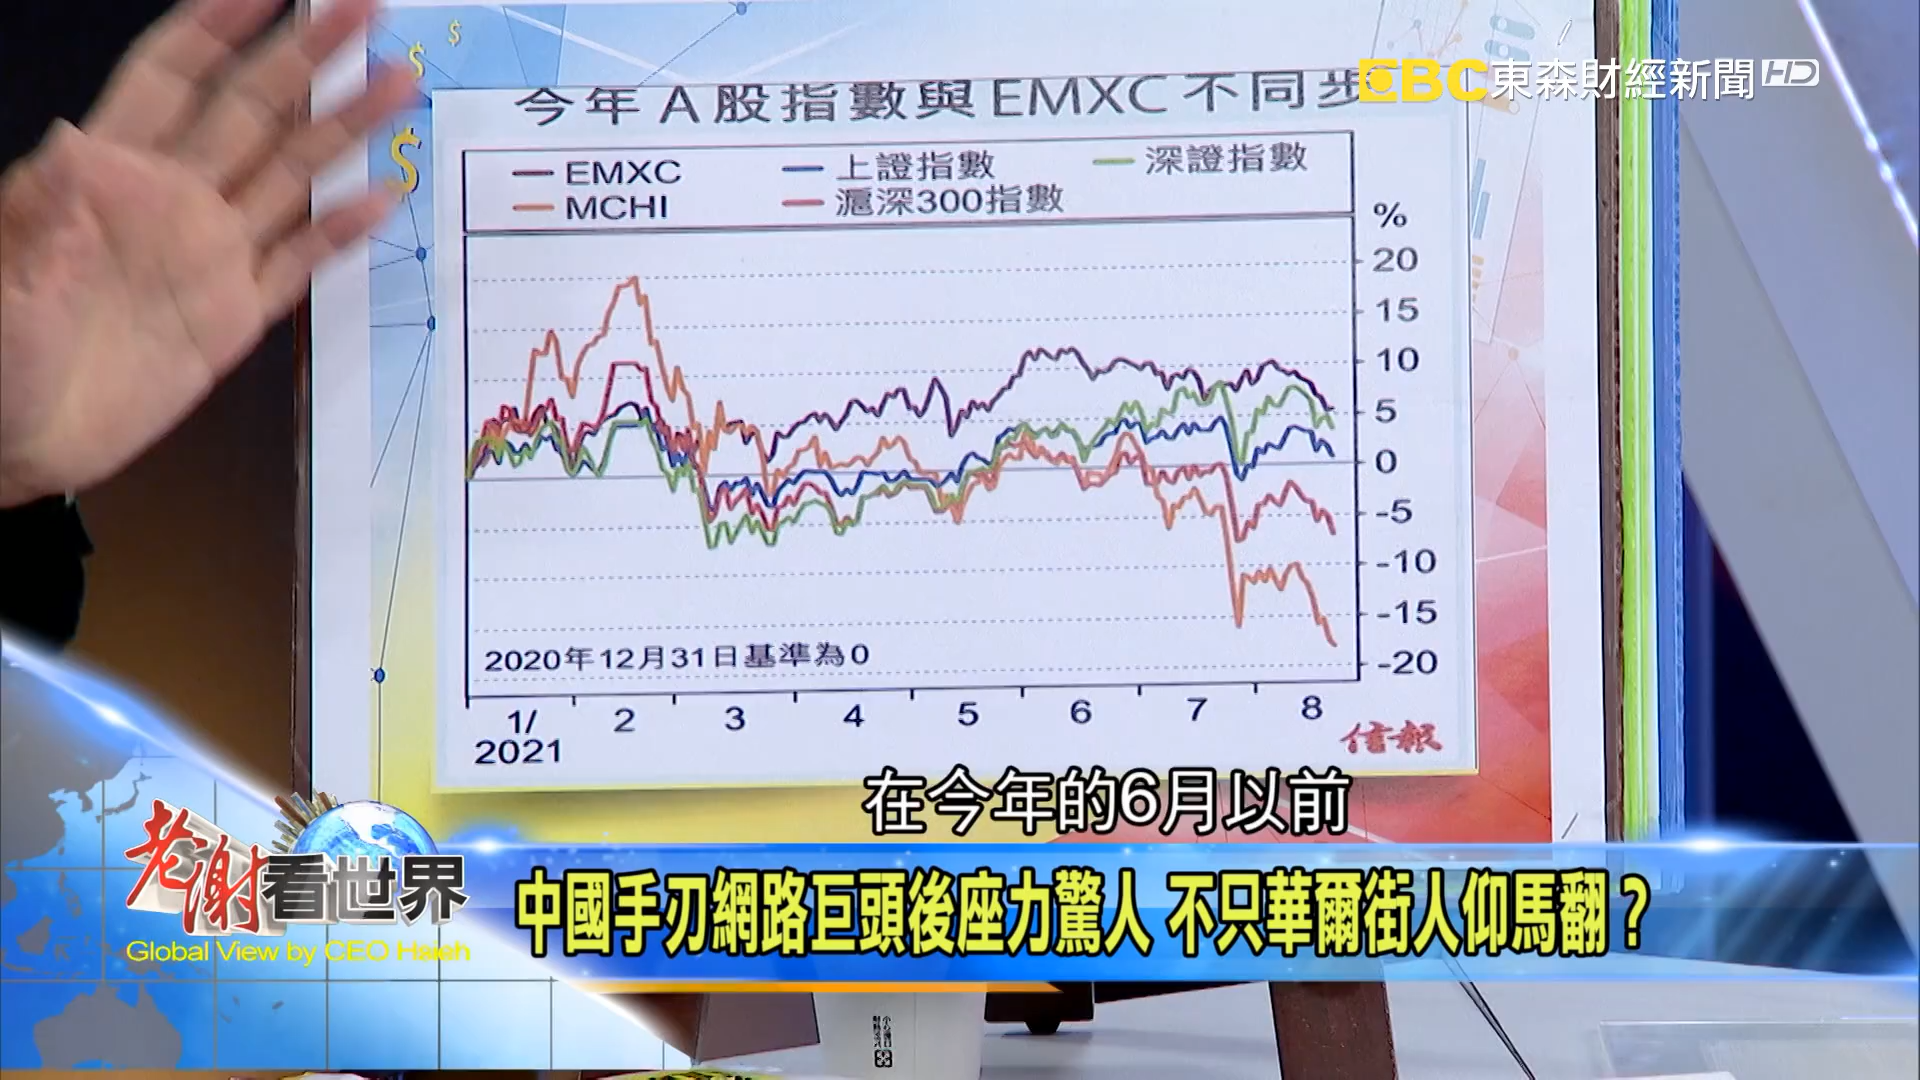 EBC 東森財經新聞 HD
今年A股指數與EMXC不同步
EMXC
上證指數
深證指數
MCHI
滬深300指數
%
20
15
10
5
0
-5
-10
-15
-20
2020年12月31日基準為0
1/ 2 3 4 5 6 7 8
2021
信報
在今年的6月以前
老謝看世界
Global View by CEO Hsieh
中國手刃網路巨頭後座力驚人 不只華爾街人仰馬翻？